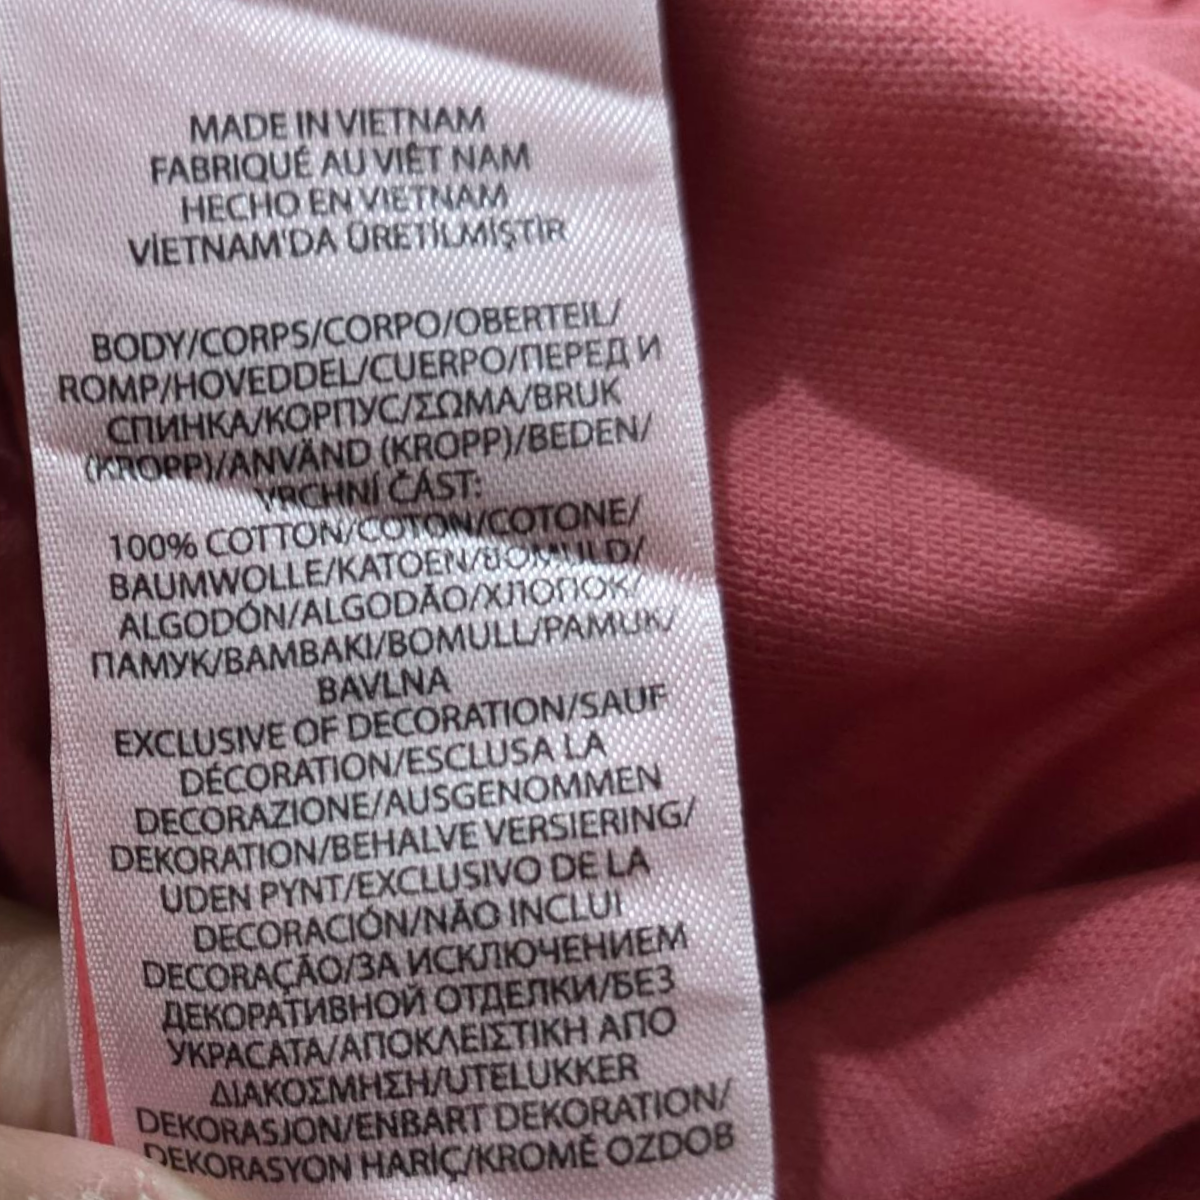 MADE IN VIETNAM
FABRIQUÉ AU VIÊT NAM
HECHO EN VIETNAM
VİETNAM'DA ÜRETİLMİŞTİR
BODY/CORPS/CORPO/OBERTEIL/
ROMP/HOVEDDEL/CUERPO/ПЕРЕД И
СПИНКА/КОРПУС/ΣΩΜΑ/BRUK
(KROPP)/ANVÄND (KROPP)/BEDEN/
VRCHNÍ ČÁST:
100% COTTON/COTON/COTONE/
BAUMWOLLE/KATOEN/BOMULD/
ALGODÓN/ALGODÃO/ХЛОПОК/
ПАМУК/BAMBAKI/BOMULL/PAMUK/
BAVLNA
EXCLUSIVE OF DECORATION/SAUF
DÉCORATION/ESCLUSA LA
DECORAZIONE/AUSGENOMMEN
DEKORATION/BEHALVE VERSIERING/
UDEN PYNT/EXCLUSIVO DE LA
DECORACIÓN/NÃO INCLUI
DECORAÇÃO/ЗА ИСКЛЮЧЕНИЕМ
ДЕКОРАТИВНОЙ ОТДЕЛКИ/БЕЗ
УКРАСАТА/ΑΠΟΚΛΕΙΣΤΙΚΗ ΑΠΟ
ΔΙΑΚΟΣΜΗΣΗ/UTELUKKER
DEKORASJON/ENBART DEKORATION/
DEKORASYON HARİÇ/KROMĚ OZDOB